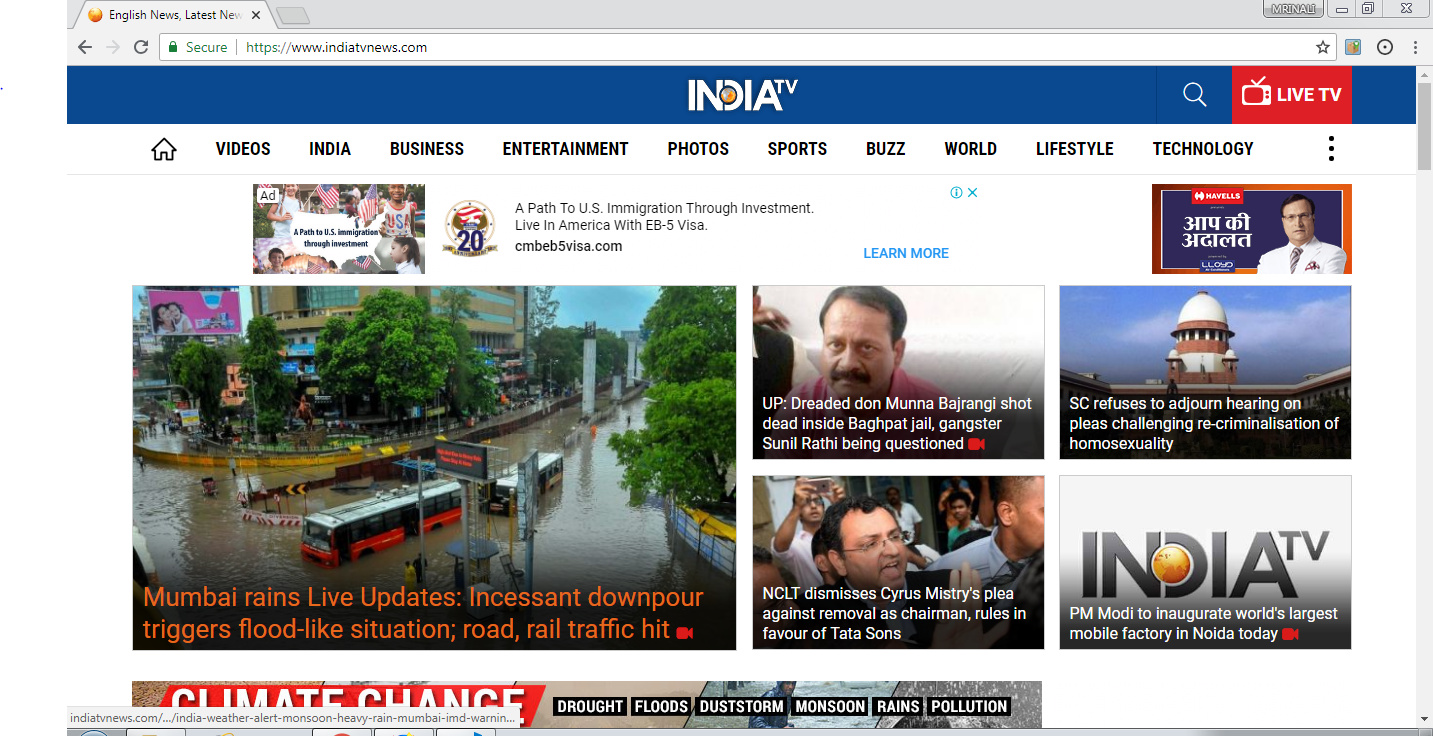 English News, Latest New
MRINALI
Secure
https://www.indiatvnews.com
INDIA TV
LIVE TV
VIDEOS
INDIA
BUSINESS
ENTERTAINMENT
PHOTOS
SPORTS
BUZZ
WORLD
LIFESTYLE
TECHNOLOGY
Ad
A Path to U.S. immigration
through investment
USA
20
A Path To U.S. Immigration Through Investment.
Live In America With EB-5 Visa.
cmbeb5visa.com
LEARN MORE
HAVELLS
आप की
अदालत
LLOYD
Mumbai rains Live Updates: Incessant downpour
triggers flood-like situation; road, rail traffic hit
UP: Dreaded don Munna Bajrangi shot
dead inside Baghpat jail, gangster
Sunil Rathi being questioned
SC refuses to adjourn hearing on
pleas challenging re-criminalisation of
homosexuality
NCLT dismisses Cyrus Mistry's plea
against removal as chairman, rules in
favour of Tata Sons
INDIA TV
PM Modi to inaugurate world's largest
mobile factory in Noida today
CLIMATE CHANGE
DROUGHT FLOODS DUSTSTORM MONSOON RAINS POLLUTION
indiatvnews.com/.../india-weather-alert-monsoon-heavy-rain-mumbai-imd-warnin...